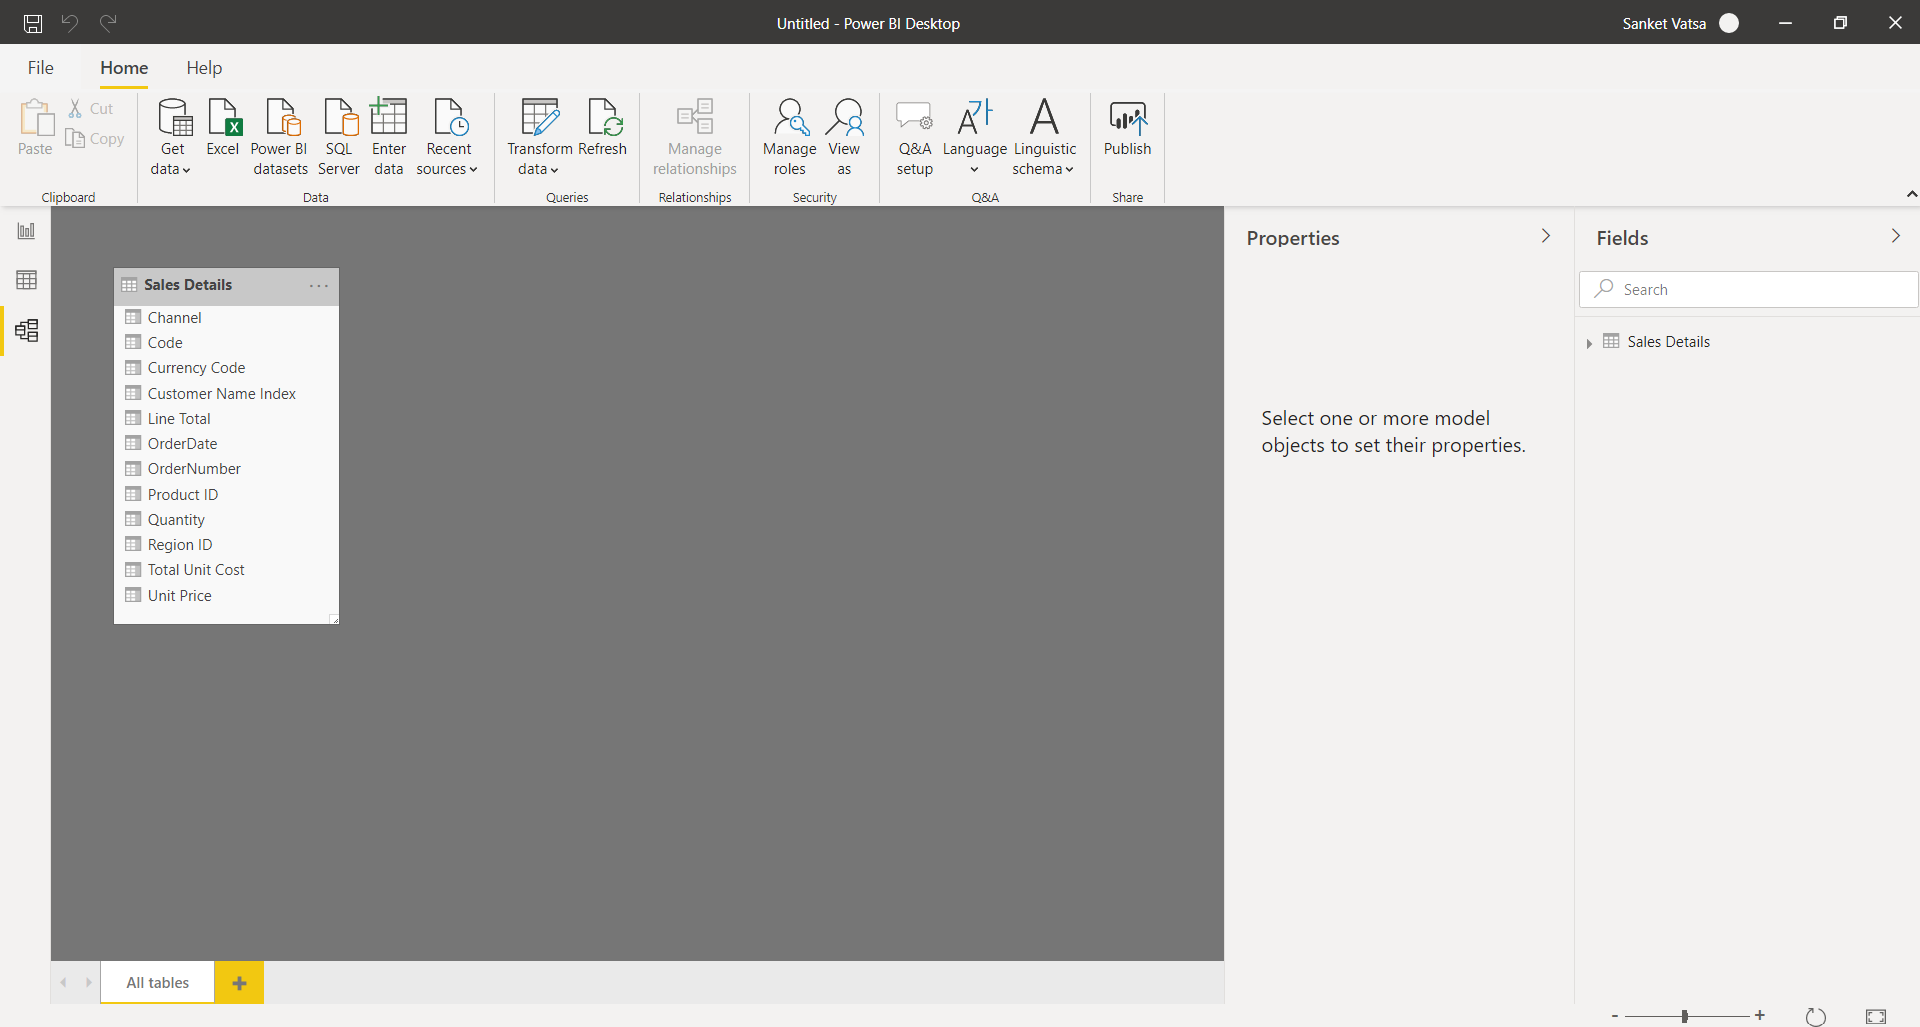 Untitled - Power BI Desktop
Sanket Vatsa
File
Home
Help
Paste
Cut
Copy
Clipboard
Get data
Excel
Power BI datasets
SQL Server
Enter data
Recent sources
Data
Transform data
Refresh
Queries
Manage relationships
Relationships
Manage roles
View as
Security
Q&A setup
Language
Linguistic schema
Q&A
Publish
Share
Sales Details
Channel
Code
Currency Code
Customer Name Index
Line Total
OrderDate
OrderNumber
Product ID
Quantity
Region ID
Total Unit Cost
Unit Price
Properties
Select one or more model
objects to set their properties.
Fields
Search
Sales Details
All tables